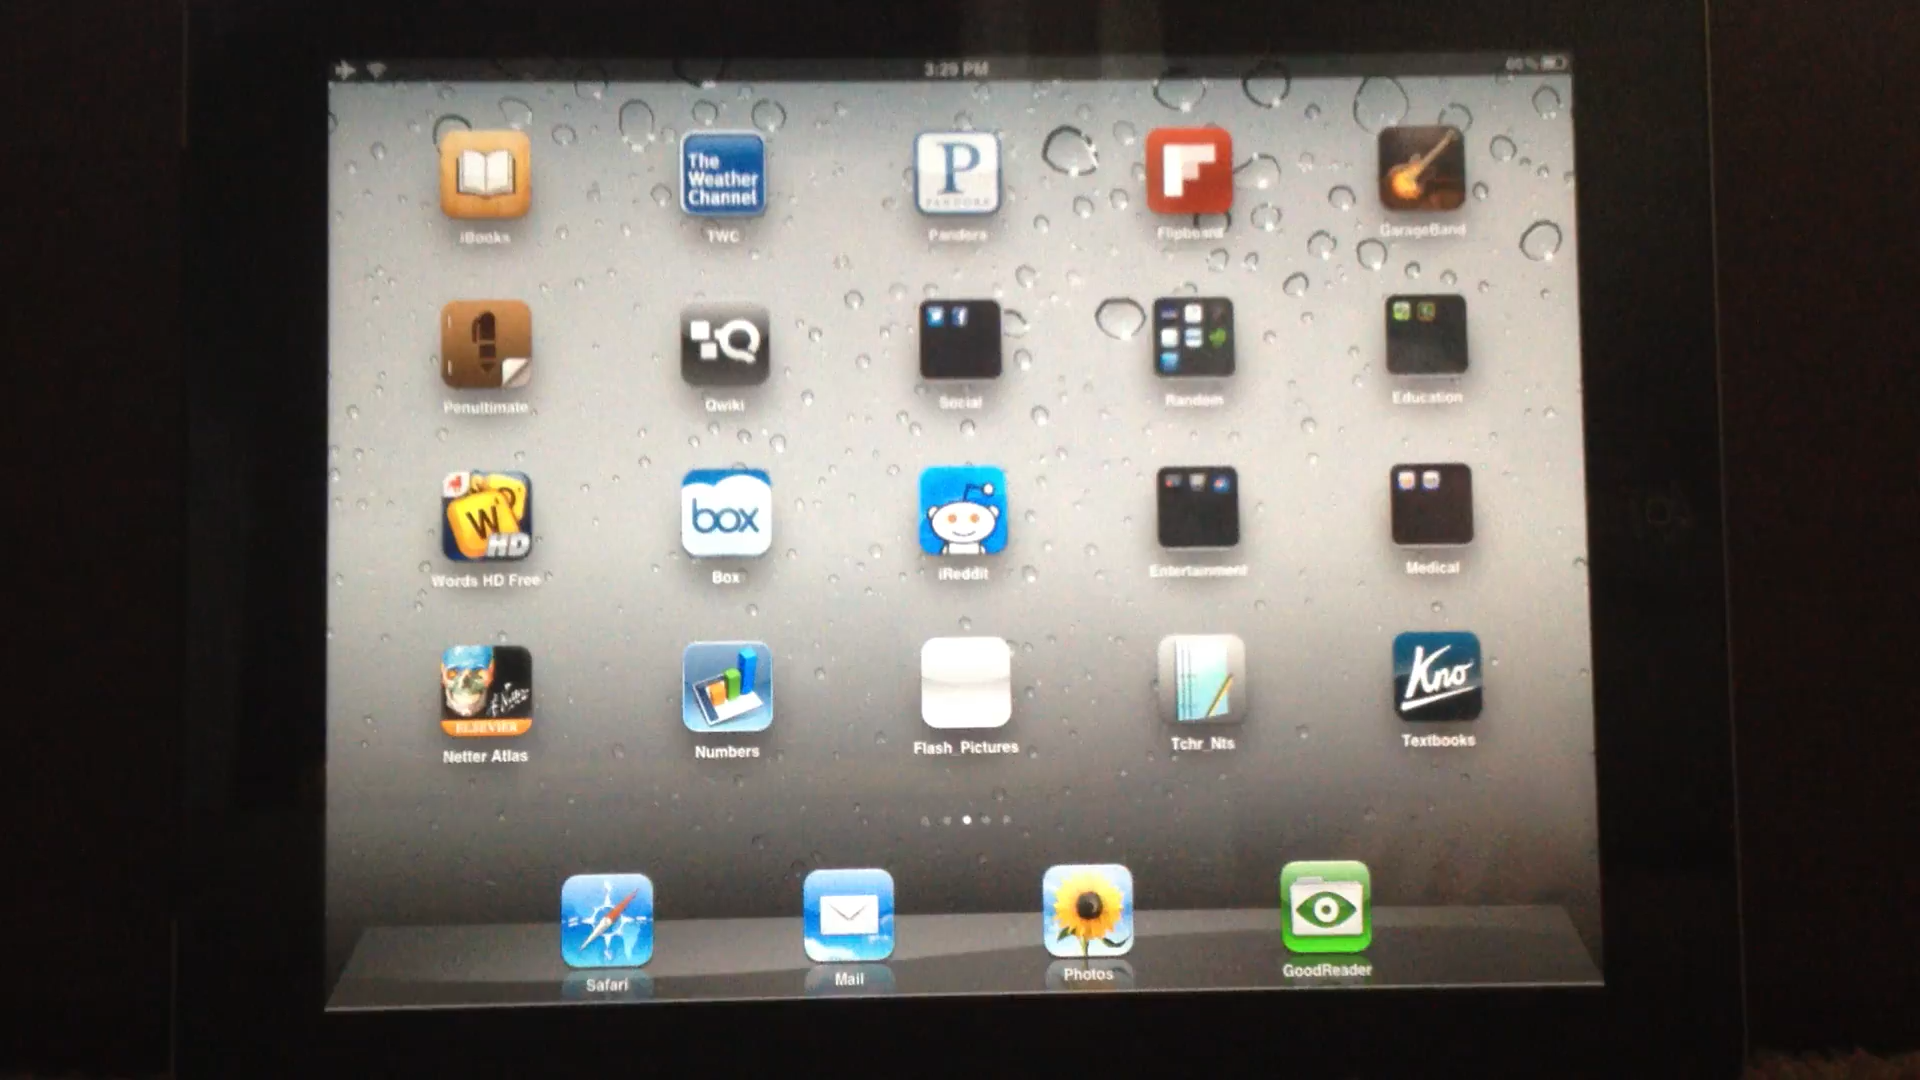 3:29 PM
The
Weather
Channel
P
PANDORA
iBooks
TWC
Pandora
Flipboard
GarageBand
Penultimate
Qwiki
Social
Random
Education
W
HD
box
Words HD Free
Box
iReddit
Entertainment
Medical
ELSEVIER
Kno
Netter Atlas
Numbers
Flash_Pictures
Tchr_Nts
Textbooks
Safari
Mail
Photos
GoodReader